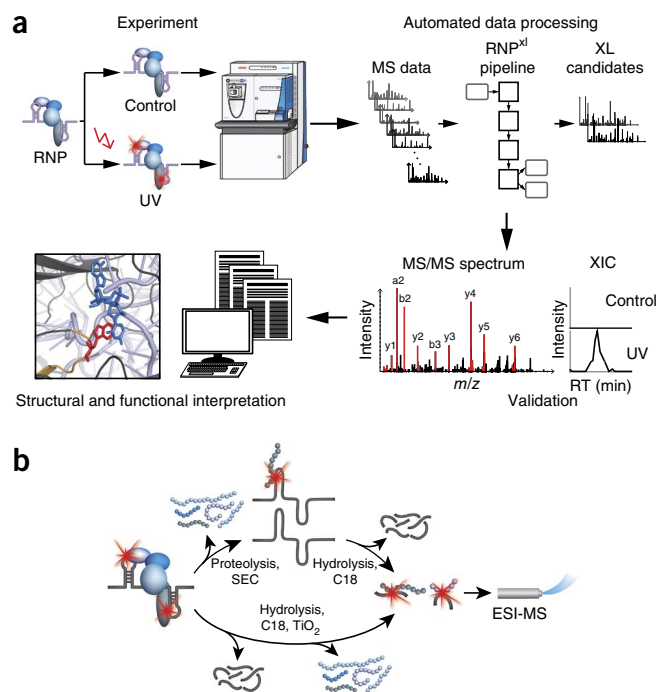 a
Experiment
Automated data processing
Control
RNP
UV
MS data
RNPxl
pipeline
XL
candidates
MS/MS spectrum
XIC
Intensity
a2
b2
y1
y2
b3
y3
y4
y5
y6
m/z
Intensity
Control
UV
RT (min)
Structural and functional interpretation
Validation
b
Proteolysis,
SEC
Hydrolysis,
C18
Hydrolysis,
C18, TiO2
ESI-MS